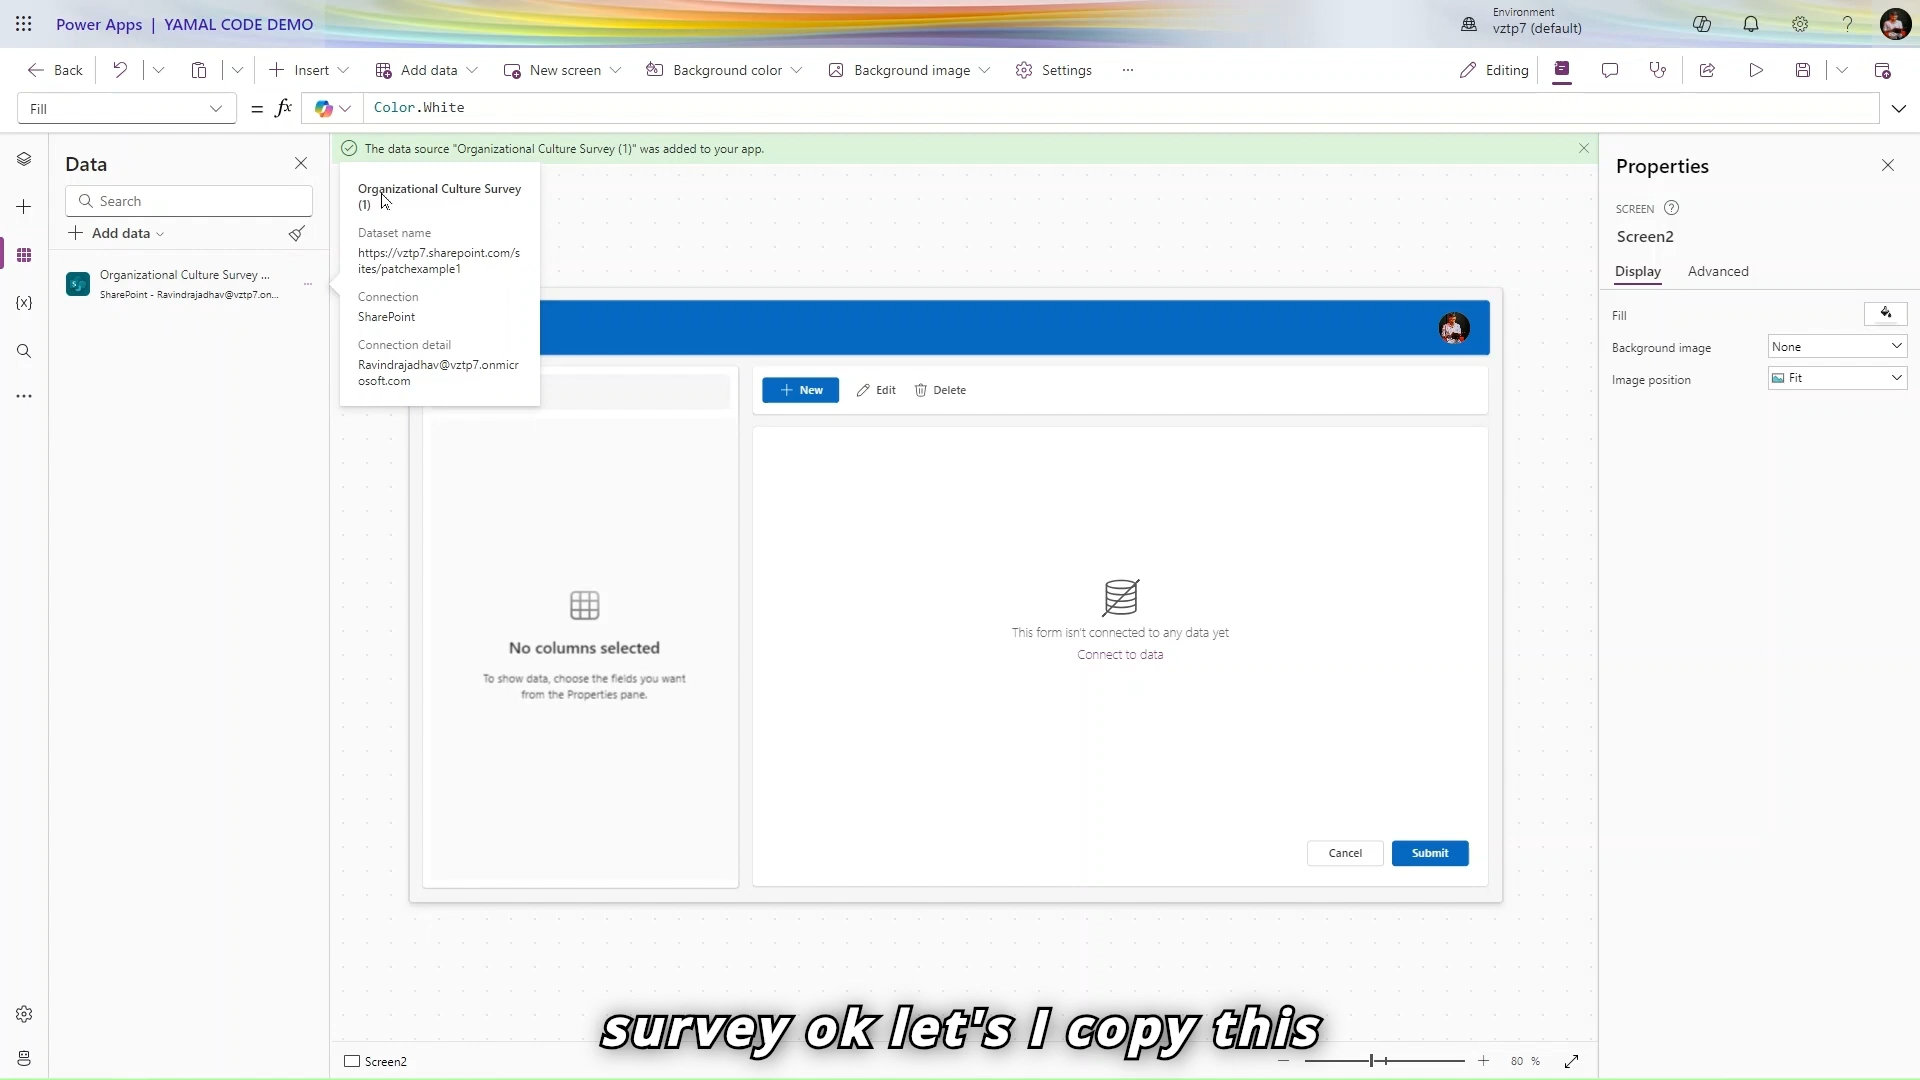 Power Apps | YAMAL CODE DEMO
Environment
vztp7 (default)
Back
Insert
Add data
New screen
Background color
Background image
Settings
Editing
Fill
= fx
Color.White
Data
Search
Add data
Organizational Culture Survey ...
SharePoint - Ravindrajadhav@vztp7.on...
The data source "Organizational Culture Survey (1)" was added to your app.
Organizational Culture Survey
(1)
Dataset name
https://vztp7.sharepoint.com/s
ites/patchexample1
Connection
SharePoint
Connection detail
Ravindrajadhav@vztp7.onmicr
osoft.com
New
Edit
Delete
No columns selected
To show data, choose the fields you want
from the Properties pane.
This form isn't connected to any data yet
Connect to data
Cancel
Submit
Properties
SCREEN
Screen2
Display
Advanced
Fill
Background image
None
Image position
Fit
survey ok let's I copy this
Screen2
80 %